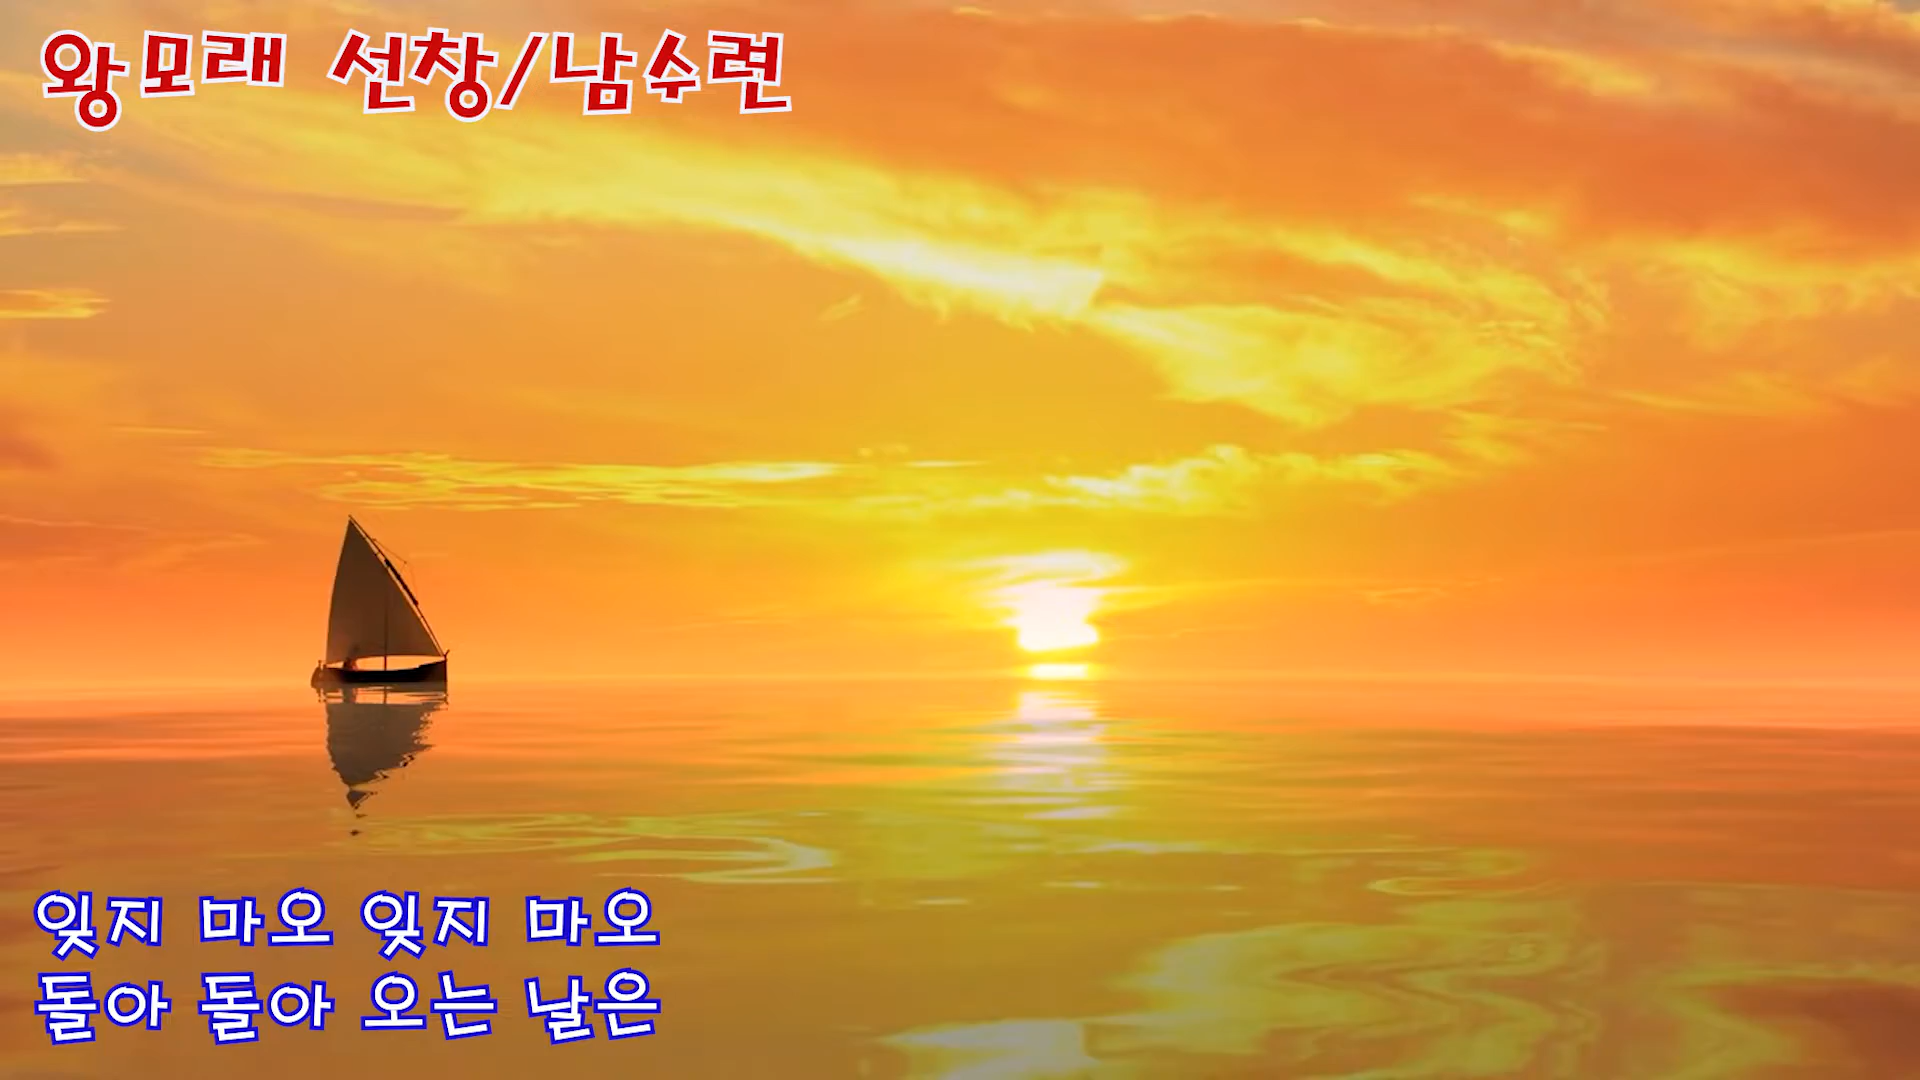 왕모래 선창/남수련
잊지 마오 잊지 마오
돌아 돌아 오는 날은